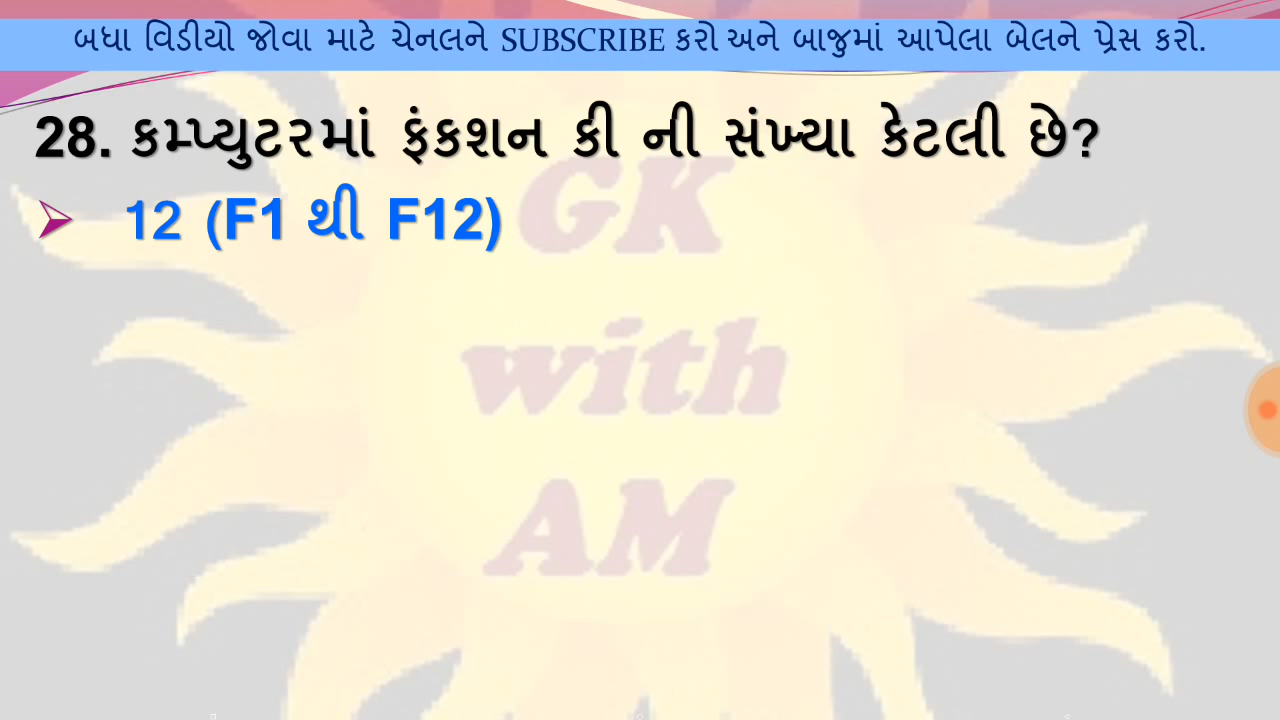 બધા વિડીયો જોવા માટે ચેનલને SUBSCRIBE કરો અને બાજુમાં આપેલા બેલને પ્રેસ કરો.
28. કમ્પ્યુટરમાં ફંકશન કી ની સંખ્યા કેટલી છે?
➢ 12 (F1 થી F12)
GK
with
AM